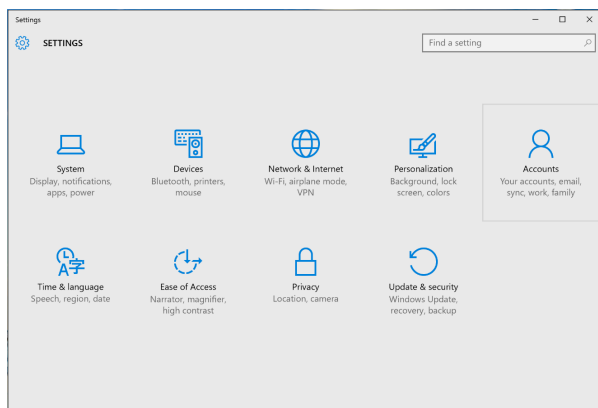 Settings
SETTINGS
Find a setting
System
Display, notifications,
apps, power
Devices
Bluetooth, printers,
mouse
Network & Internet
Wi-Fi, airplane mode,
VPN
Personalization
Background, lock
screen, colors
Accounts
Your accounts, email,
sync, work, family
A字
Time & language
Speech, region, date
Ease of Access
Narrator, magnifier,
high contrast
Privacy
Location, camera
Update & security
Windows Update,
recovery, backup